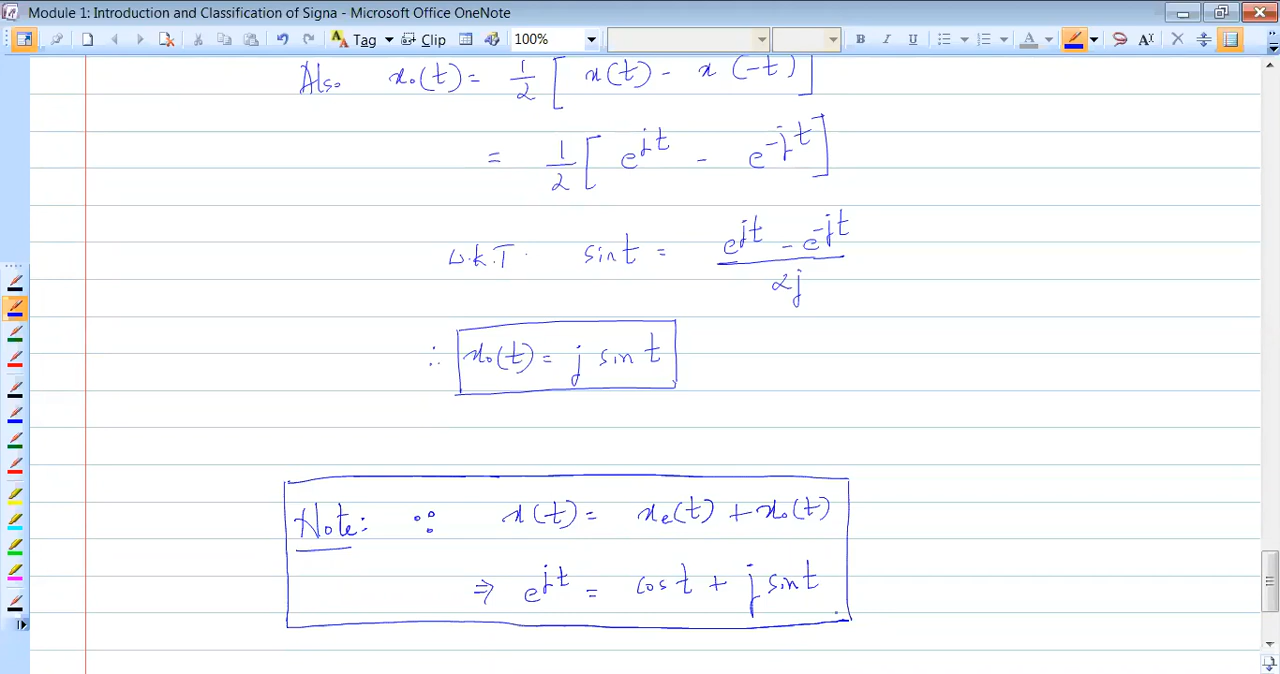 Module 1: Introduction and Classification of Signa - Microsoft Office OneNote
Tag Clip 100% B I U A
Also x₀(t) = 1/2 [ x(t) - x(-t) ]
= 1/2 [ e^{jt} - e^{-jt} ]
W.K.T. sin t = (e^{jt} - e^{-jt}) / 2j
∴ x₀(t) = j sin t
Note: ∵ x(t) = xₑ(t) + x₀(t)
⇒ e^{jt} = cos t + j sin t